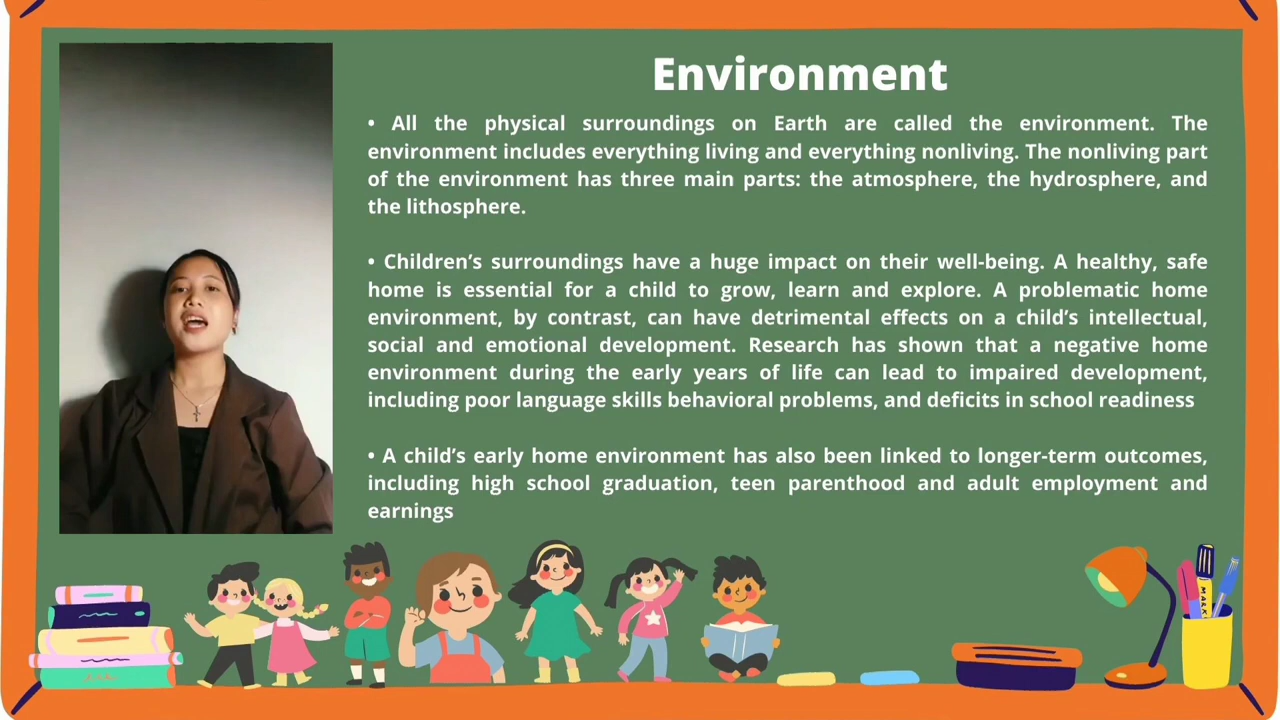 Environment
• All the physical surroundings on Earth are called the environment. The
environment includes everything living and everything nonliving. The nonliving part
of the environment has three main parts: the atmosphere, the hydrosphere, and
the lithosphere.
• Children’s surroundings have a huge impact on their well-being. A healthy, safe
home is essential for a child to grow, learn and explore. A problematic home
environment, by contrast, can have detrimental effects on a child’s intellectual,
social and emotional development. Research has shown that a negative home
environment during the early years of life can lead to impaired development,
including poor language skills behavioral problems, and deficits in school readiness
• A child’s early home environment has also been linked to longer-term outcomes,
including high school graduation, teen parenthood and adult employment and
earnings